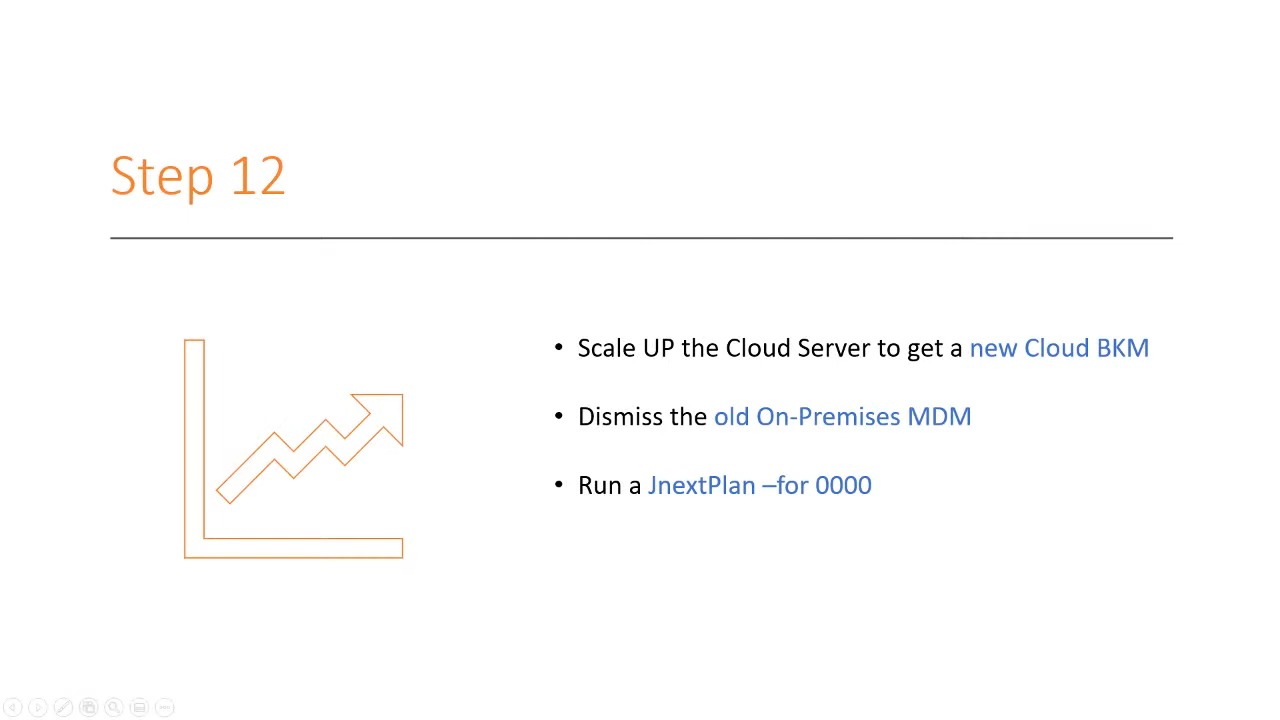 Step 12
• Scale UP the Cloud Server to get a new Cloud BKM
• Dismiss the old On-Premises MDM
• Run a JnextPlan –for 0000